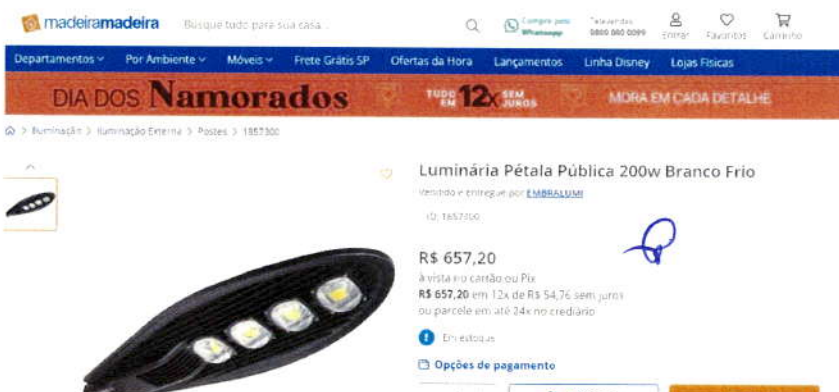 madeiramadeira
Busque tudo para sua casa...
Compre pelo Whatsapp
Televendas
0800 000 0099
Entrar
Favoritos
Carrinho
Departamentos
Por Ambiente
Móveis
Frete Grátis SP
Ofertas da Hora
Lançamentos
Linha Disney
Lojas Físicas
DIA DOS Namorados
TUDO EM 12X SEM JUROS
MORA EM CADA DETALHE
> Iluminação > Iluminação Externa > Postes > 1857300
Luminária Pétala Pública 200w Branco Frio
Vendido e entregue por EMBRALUMI
ID: 1857300
R$ 657,20
à vista no cartão ou Pix
R$ 657,20 em 12x de R$ 54,76 sem juros
ou parcele em até 24x no crediário
Em estoque
Opções de pagamento